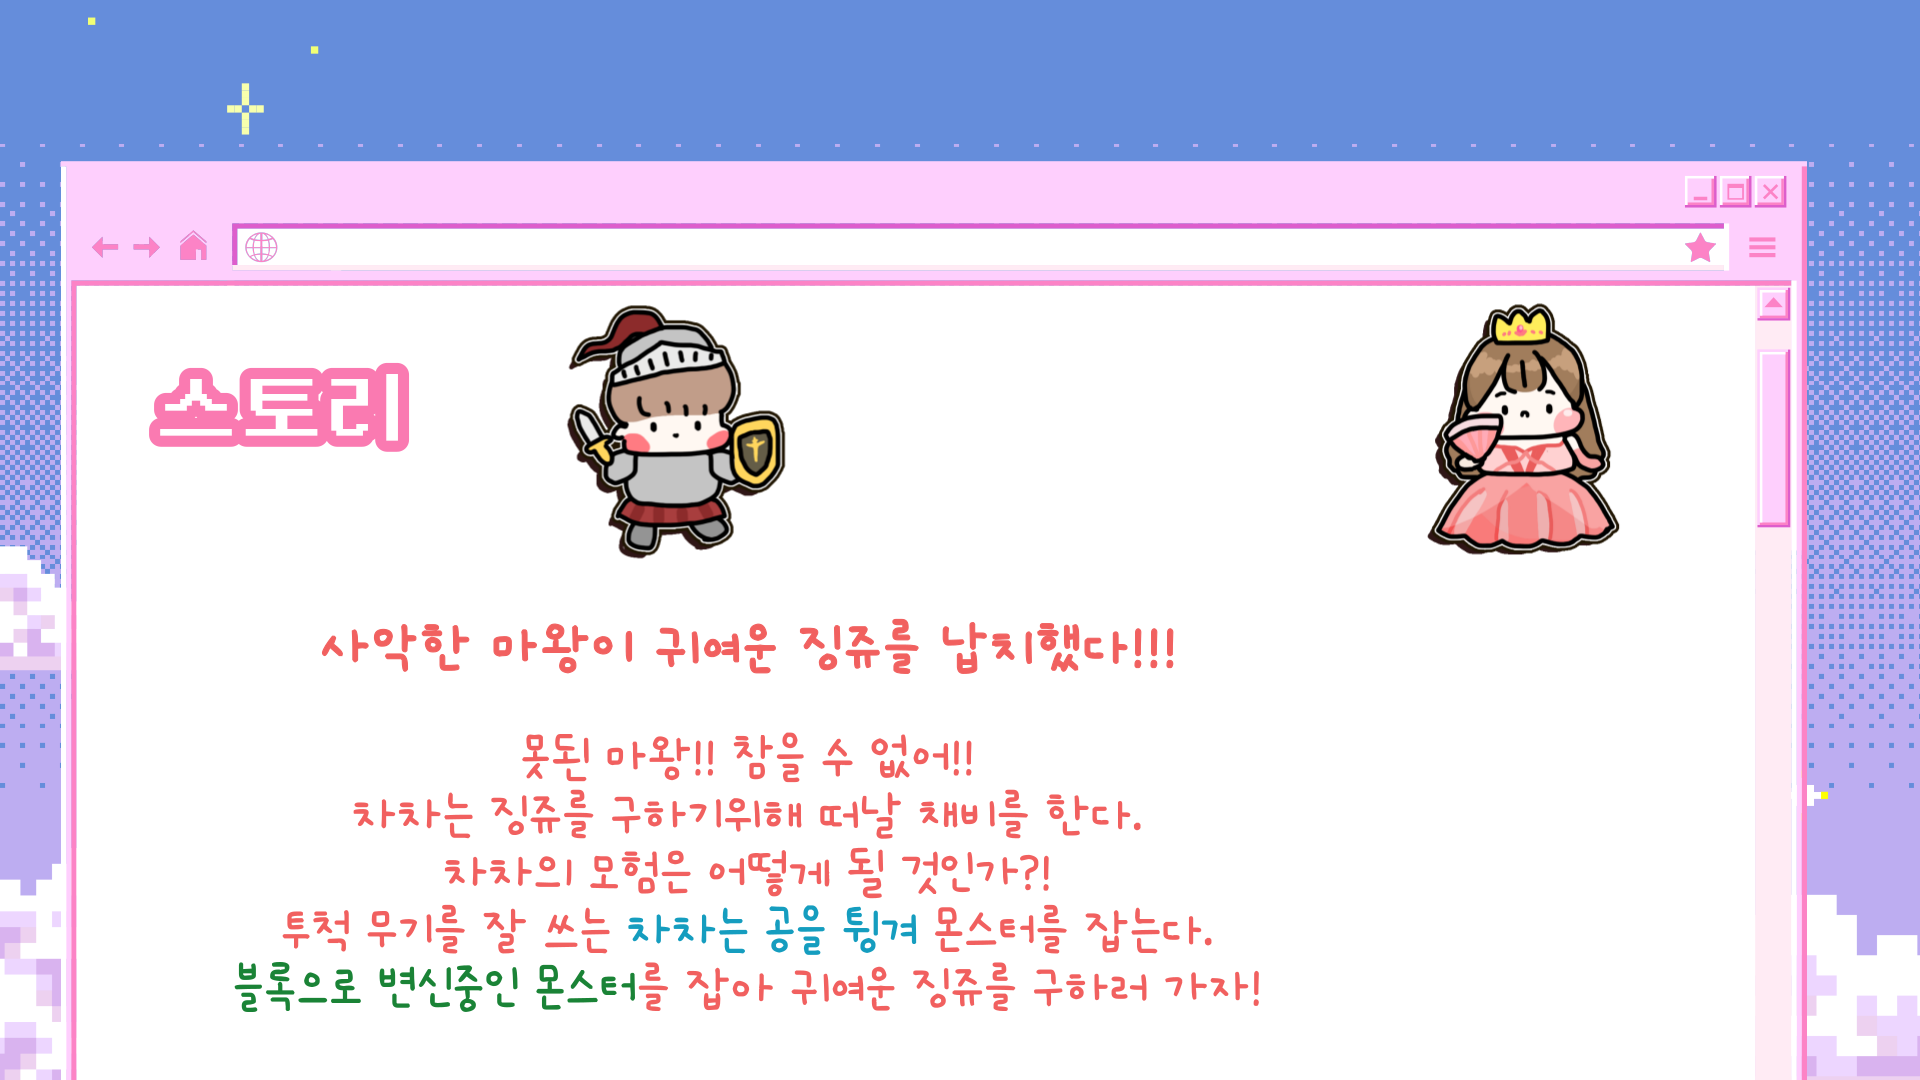 스토리
사악한 마왕이 귀여운 징쥬를 납치했다!!!
못된 마왕!! 참을 수 없어!!
차차는 징쥬를 구하기위해 떠날 채비를 한다.
차차의 모험은 어떻게 될 것인가?!
투척 무기를 잘 쓰는 차차는 공을 튕겨 몬스터를 잡는다.
블록으로 변신중인 몬스터를 잡아 귀여운 징쥬를 구하러 가자!